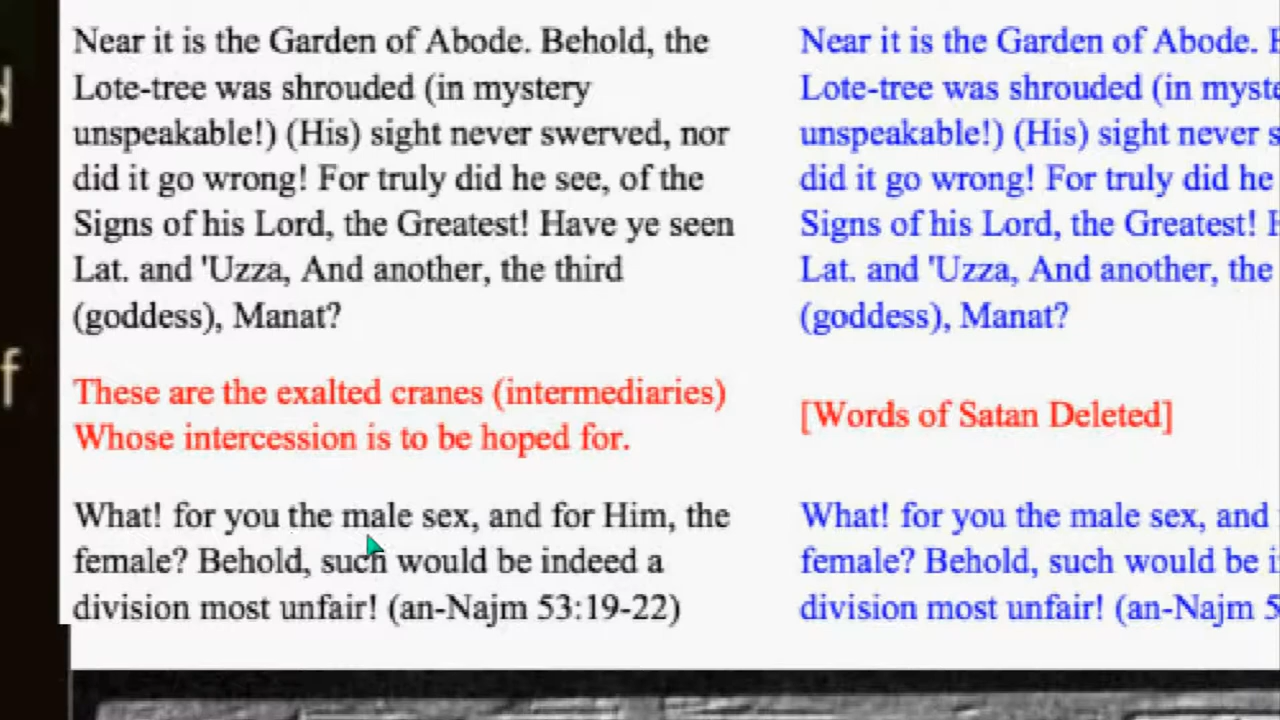 Near it is the Garden of Abode. Behold, the
Lote-tree was shrouded (in mystery
unspeakable!) (His) sight never swerved, nor
did it go wrong! For truly did he see, of the
Signs of his Lord, the Greatest! Have ye seen
Lat. and 'Uzza, And another, the third
(goddess), Manat?
These are the exalted cranes (intermediaries)
Whose intercession is to be hoped for.
What! for you the male sex, and for Him, the
female? Behold, such would be indeed a
division most unfair! (an-Najm 53:19-22)
Near it is the Garden of Abode.
Lote-tree was shrouded (in
unspeakable!) (His) sight never
did it go wrong! For truly did he
Signs of his Lord, the Greatest!
Lat. and 'Uzza, And another, the
(goddess), Manat?
[Words of Satan Deleted]
What! for you the male sex, and
female? Behold, such would be
division most unfair! (an-Najm